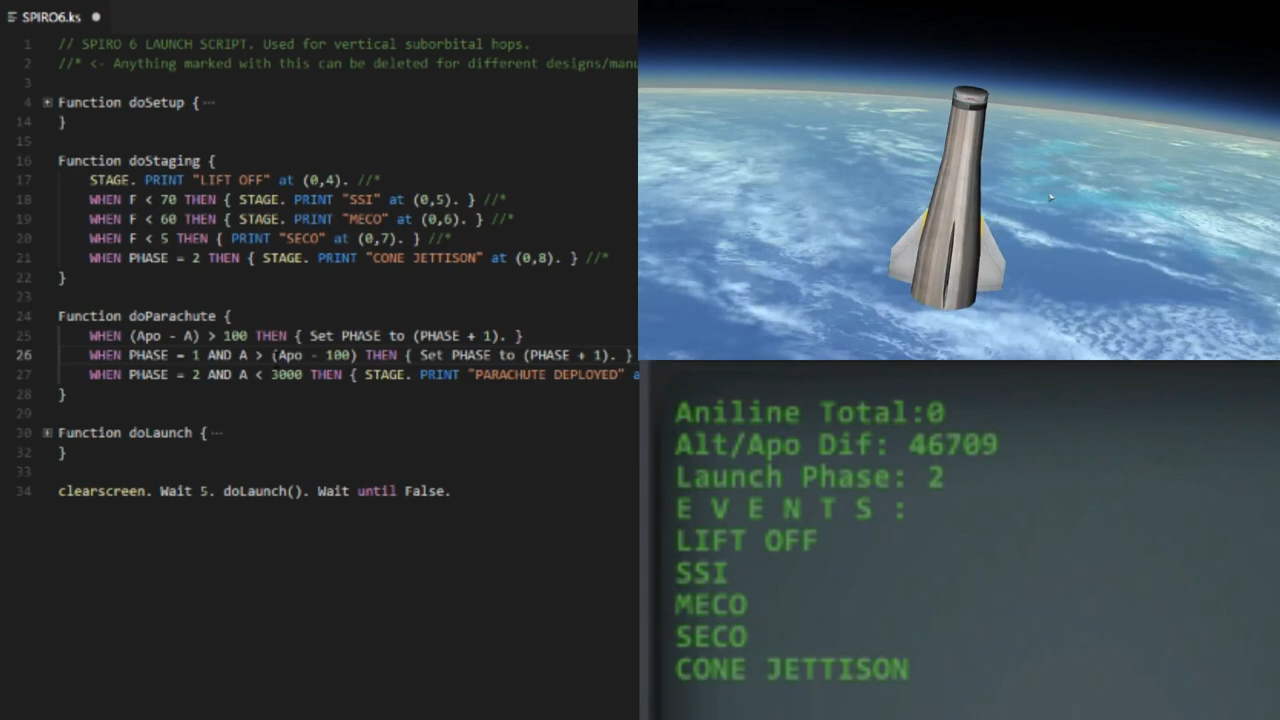 SPIRO6.ks
1 // SPIRO 6 LAUNCH SCRIPT. Used for vertical suborbital hops.
2 //* <- Anything marked with this can be deleted for different designs/manu
3
4 Function doSetup { ···
14 }
15
16 Function doStaging {
17 STAGE. PRINT "LIFT OFF" at (0,4). //*
18 WHEN F < 70 THEN { STAGE. PRINT "SSI" at (0,5). } //*
19 WHEN F < 60 THEN { STAGE. PRINT "MECO" at (0,6). } //*
20 WHEN F < 5 THEN { PRINT "SECO" at (0,7). } //*
21 WHEN PHASE = 2 THEN { STAGE. PRINT "CONE JETTISON" at (0,8). } //*
22 }
23
24 Function doParachute {
25 WHEN (Apo - A) > 100 THEN { Set PHASE to (PHASE + 1). }
26 WHEN PHASE = 1 AND A > (Apo - 100) THEN { Set PHASE to (PHASE + 1). }
27 WHEN PHASE = 2 AND A < 3000 THEN { STAGE. PRINT "PARACHUTE DEPLOYED" a
28 }
29
30 Function doLaunch { ···
32 }
33
34 clearscreen. Wait 5. doLaunch(). Wait until False.
Aniline Total:0
Alt/Apo Dif: 46709
Launch Phase: 2
E V E N T S :
LIFT OFF
SSI
MECO
SECO
CONE JETTISON